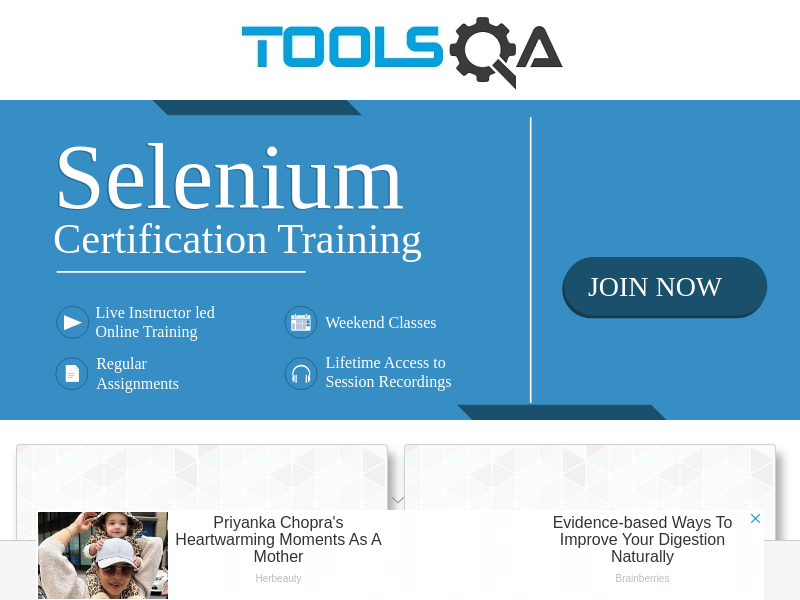 TOOLSQA
Selenium
Certification Training
JOIN NOW
Live Instructor led
Online Training
Weekend Classes
Regular
Assignments
Lifetime Access to
Session Recordings
Priyanka Chopra's
Heartwarming Moments As A
Mother
Herbeauty
Evidence-based Ways To
Improve Your Digestion
Naturally
Brainberries